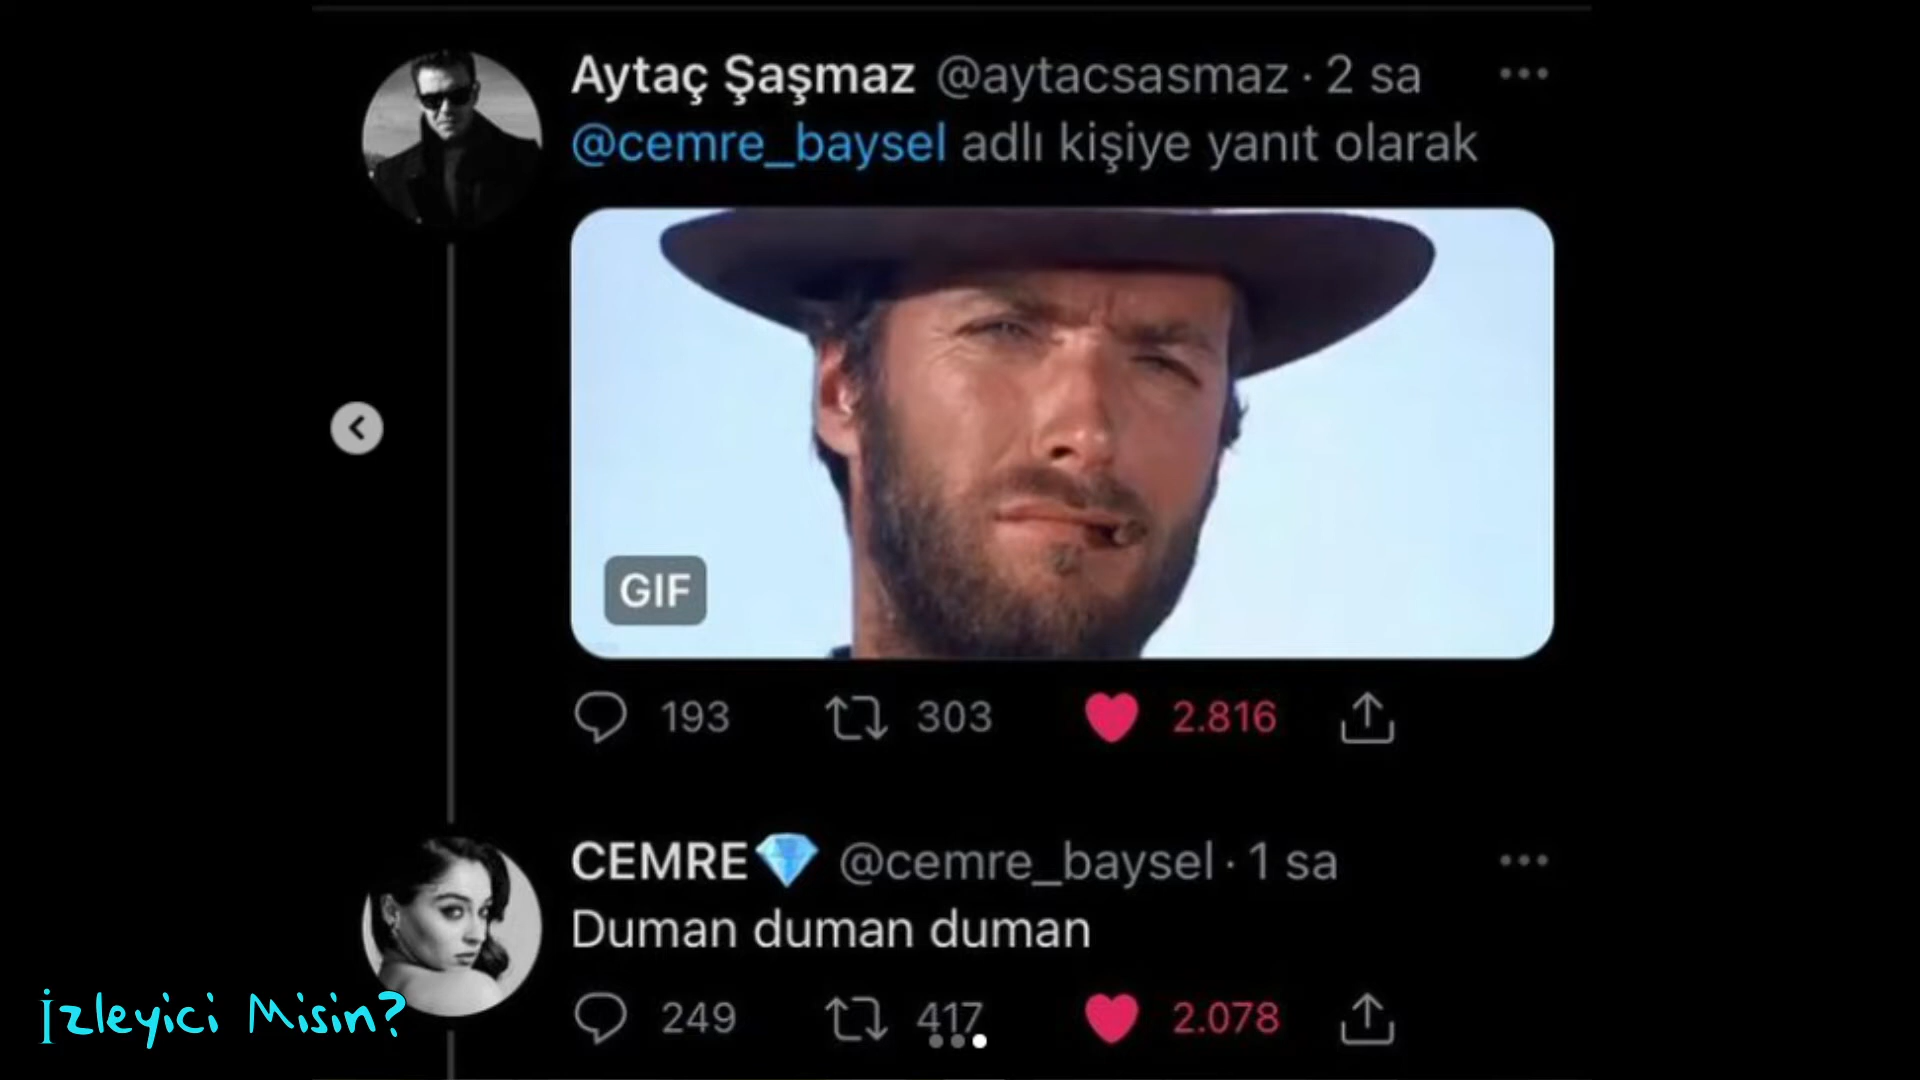 Aytaç Şaşmaz @aytacsasmaz · 2 sa
@cemre_baysel adlı kişiye yanıt olarak
GIF
193 303 2.816
CEMRE💎 @cemre_baysel · 1 sa
Duman duman duman
249 417 2.078
İzleyici Misin?